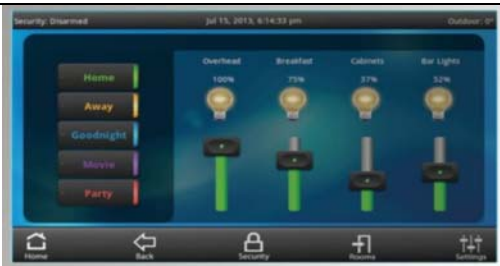 Security: Disarmed
Jul 15, 2013, 6:14:33 pm
Outdoor: 0°
Home
Away
Goodnight
Movie
Party
Overhead
Breakfast
Cabinets
Bar Lights
100%
75%
37%
52%
Home
Back
Security
Rooms
Settings